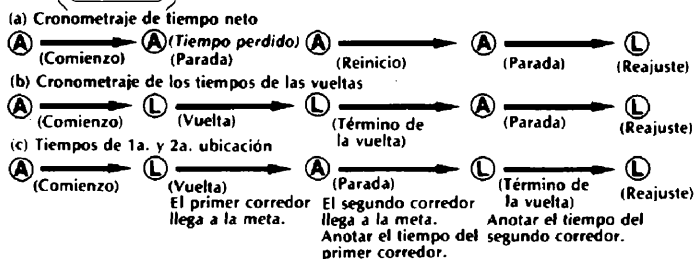 (a) Cronometraje de tiempo neto
A A (Tiempo perdido) A A L
(Comienzo) (Parada) (Reinicio) (Parada) (Reajuste)
(b) Cronometraje de los tiempos de las vueltas
A L L A L
(Comienzo) (Vuelta) (Término de (Parada) (Reajuste)
la vuelta)
(c) Tiempos de 1a. y 2a. ubicación
A L A L L
(Comienzo) (Vuelta) (Parada) (Término de (Reajuste)
El primer corredor El segundo corredor la vuelta)
llega a la meta. llega a la meta. Anotar el tiempo del
Anotar el tiempo del segundo corredor.
primer corredor.